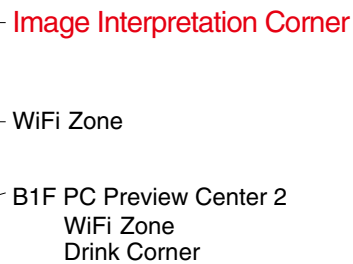 Image Interpretation Corner
WiFi Zone
B1F PC Preview Center 2
WiFi Zone
Drink Corner